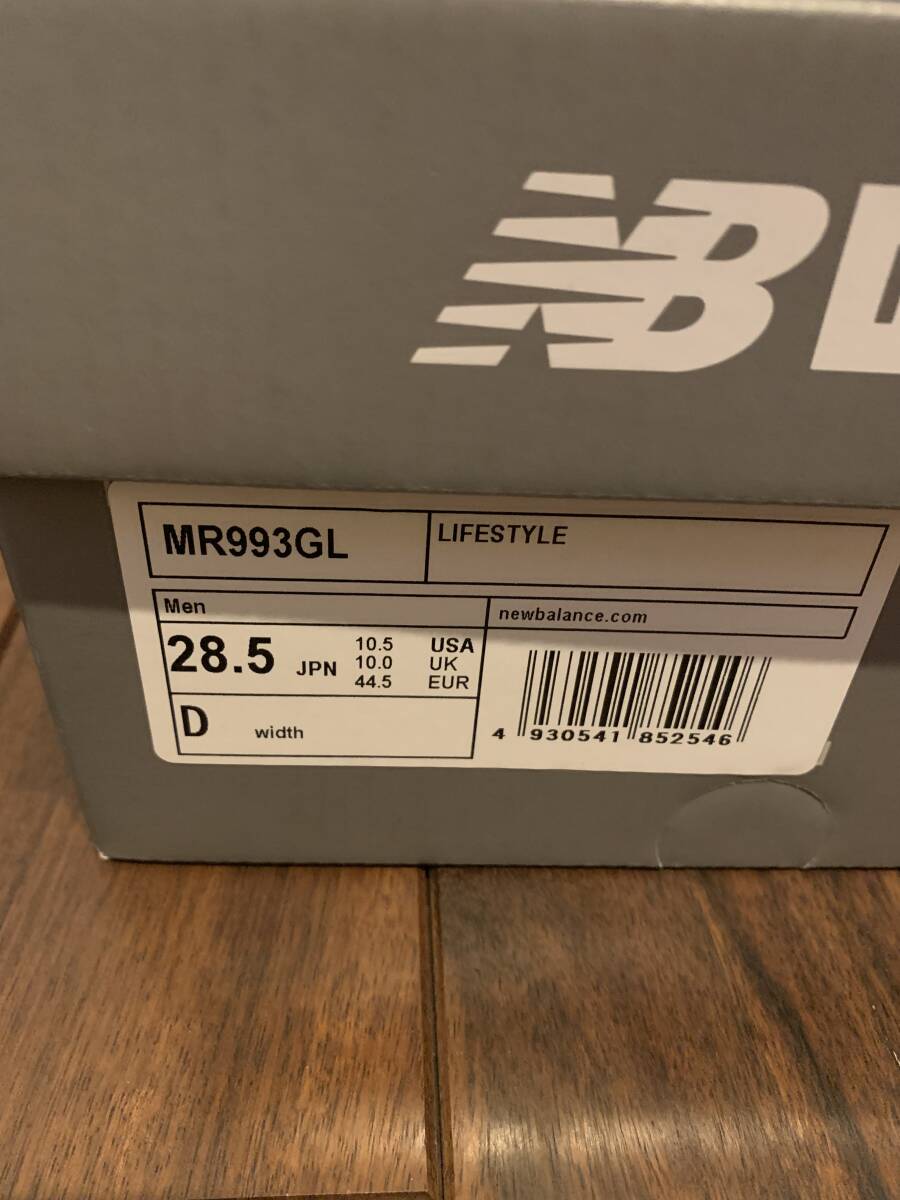 NB
MR993GL LIFESTYLE
Men newbalance.com
28.5 JPN 10.5 USA
10.0 UK
44.5 EUR
D width
4 930541 852546